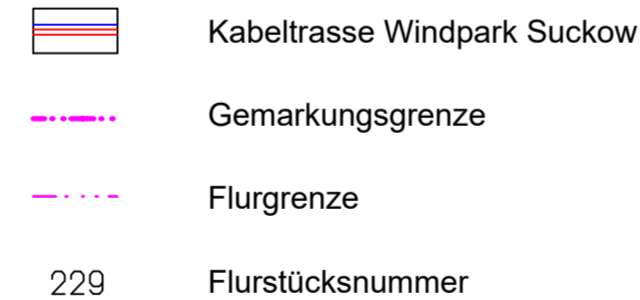 Kabeltrasse Windpark Suckow
Gemarkungsgrenze
Flurgrenze
229 Flurstücksnummer